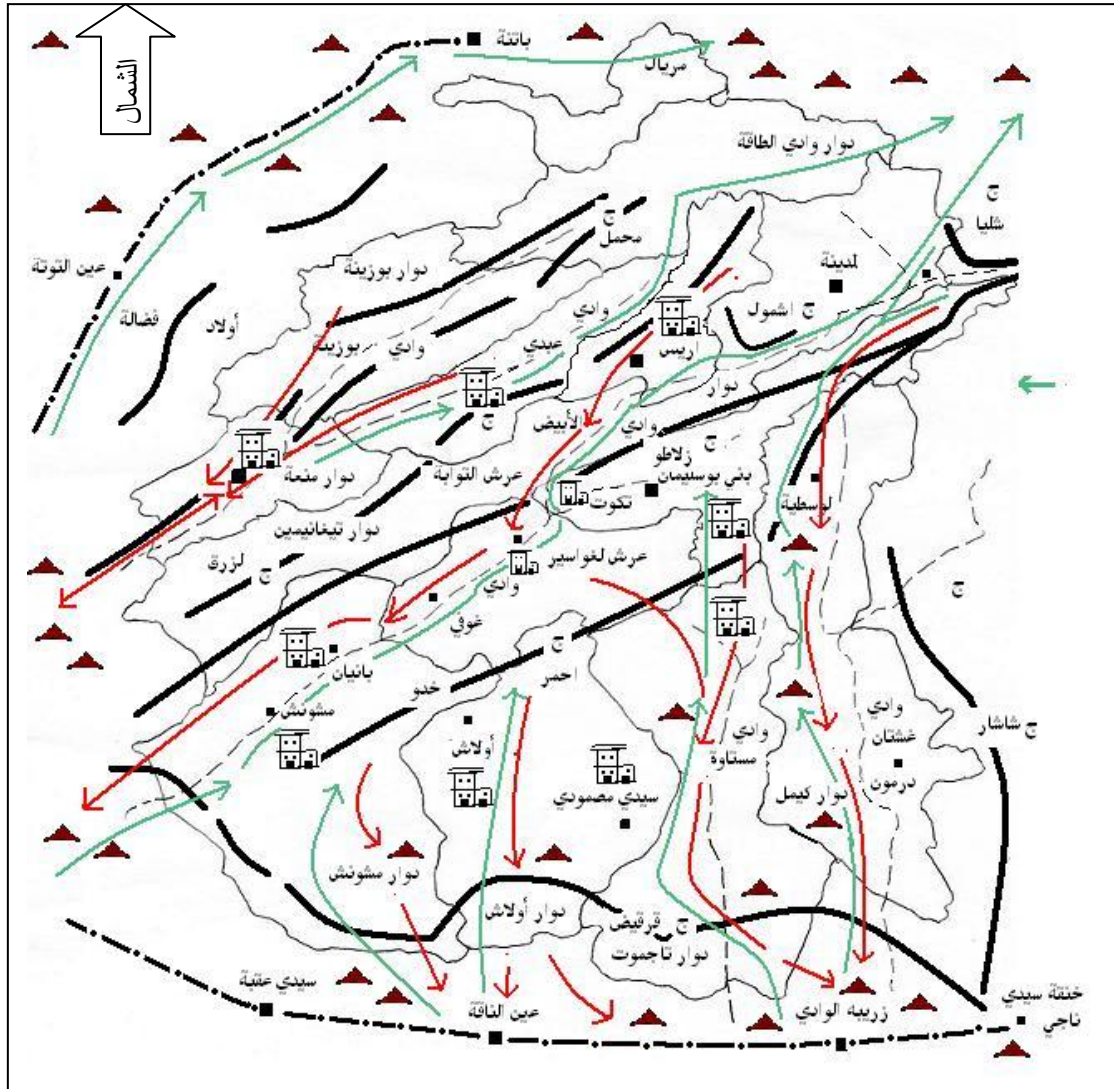 الشمال
باتنة
مريال
دوار وادي الطاقة
ج
شليا
ج
محمل
لمدينة
عين التوتة
فضالة
أولاد
دوار بوزينة
بوزينة
وادي
عبدي
وادي
ج اشمول
اريس
دوار
وادي
الأبيض
ج
ج
زلاطو
بني بوسليمان
تكوت
لوسطية
عرش التوابة
دوار منعة
دوار تيغانيمين
ج
لزرق
عرش لغواسير
وادي
غوفي
بانيان
مشونش
ج
احمر
خدو
ج
أولاش
سيدي مصمودي
وادي
مستاوة
وادي
غشتان
درمون
ج شاشار
دوار كيمل
دوار مشونش
دوار أولاش
ج قرقيض
دوار تاجموت
سيدي عقبة
عين الناقة
زريبه الوادي
خنقة سيدي
ناجي